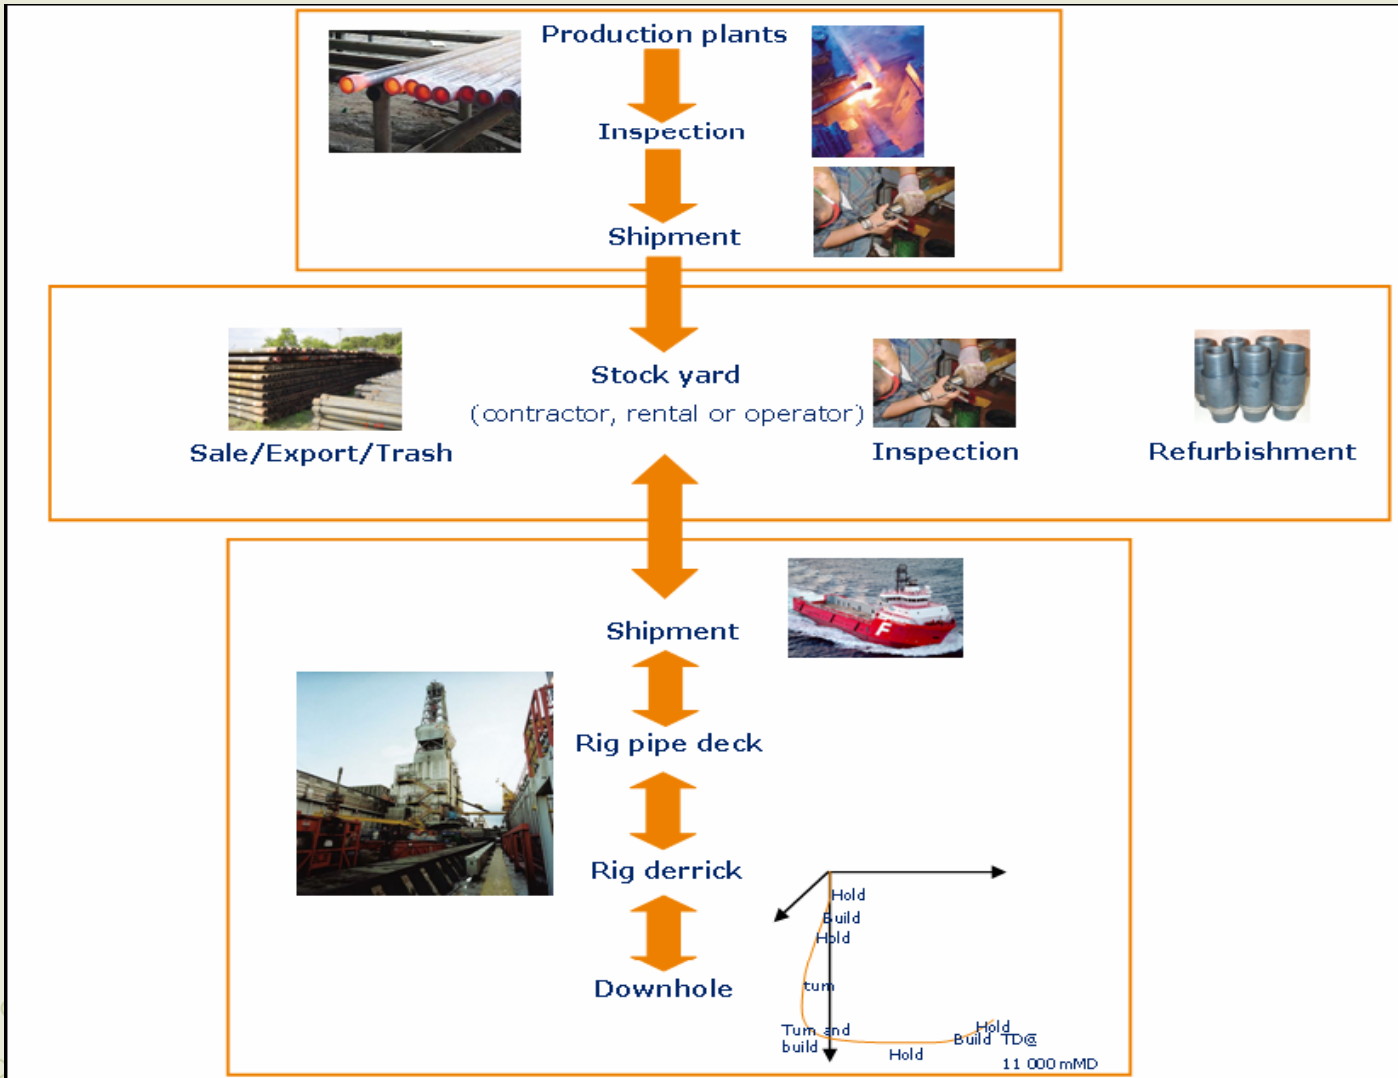 Production plants
Inspection
Shipment
Stock yard
(contractor, rental or operator)
Sale/Export/Trash
Inspection
Refurbishment
Shipment
F
Rig pipe deck
Rig derrick
Downhole
Hold
Build
Hold
turn
Turn and
build
Hold
Build
Hold
TD@
11 000 mMD